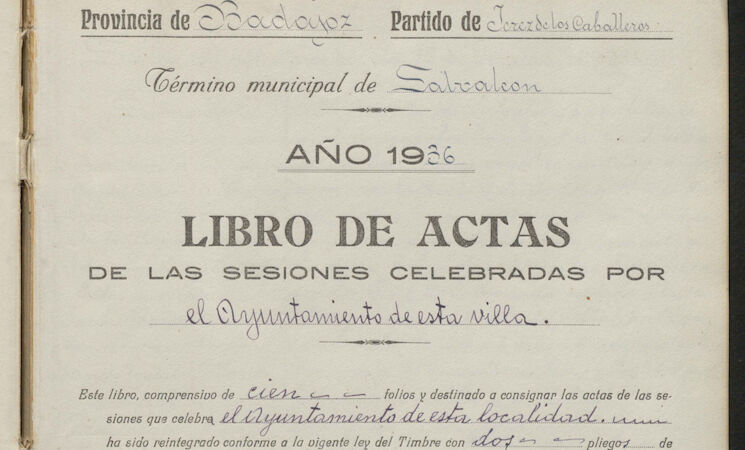 Provincia de Badajoz Partido de Jerez de los Caballeros
Término municipal de Salvaleon
AÑO 1936
LIBRO DE ACTAS
DE LAS SESIONES CELEBRADAS POR
el Ayuntamiento de esta villa.
Este libro, comprensivo de cien folios y destinado a consignar las actas de las se-
siones que celebra el Ayuntamiento de esta localidad.
ha sido reintegrado conforme a la vigente ley del Timbre con dos pliegos de